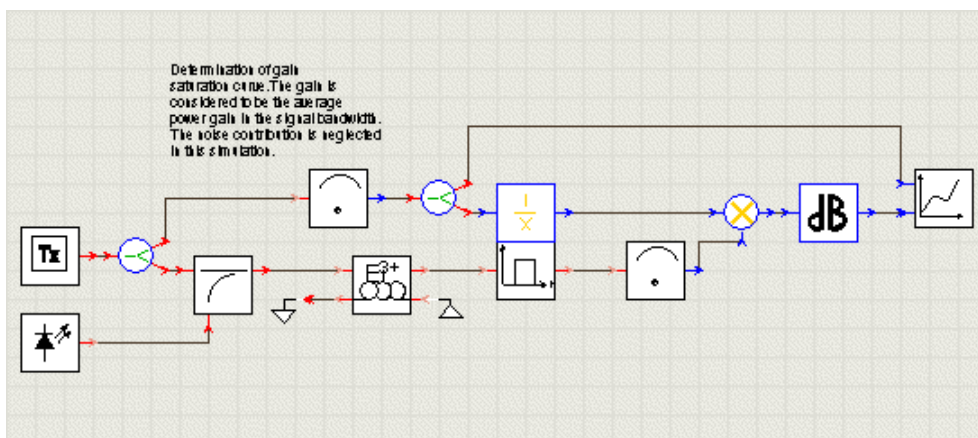 Determination of gain
saturation curve.The gain is
considered to be the average
power gain in the signal bandwidth.
The noise contribution is neglected
in this simulation.
Tx
E3+
1
x
dB